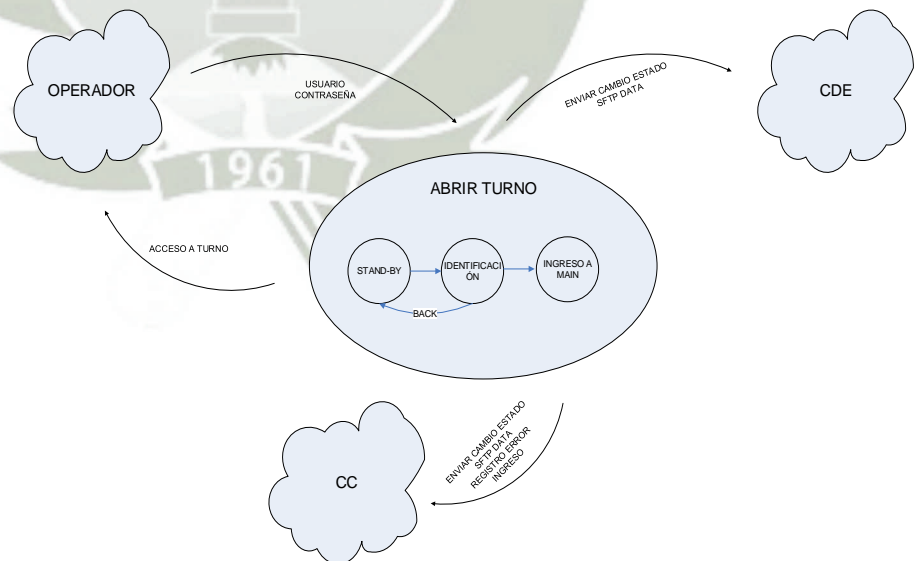 OPERADOR
USUARIO
CONTRASEÑA
ENVIAR CAMBIO ESTADO
SFTP DATA
CDE
1961
ABRIR TURNO
ACCESO A TURNO
STAND-BY
IDENTIFICACI
ÓN
INGRESO A
MAIN
BACK
ENVIAR CAMBIO ESTADO
SFTP DATA
REGISTRO ERROR
INGRESO
CC